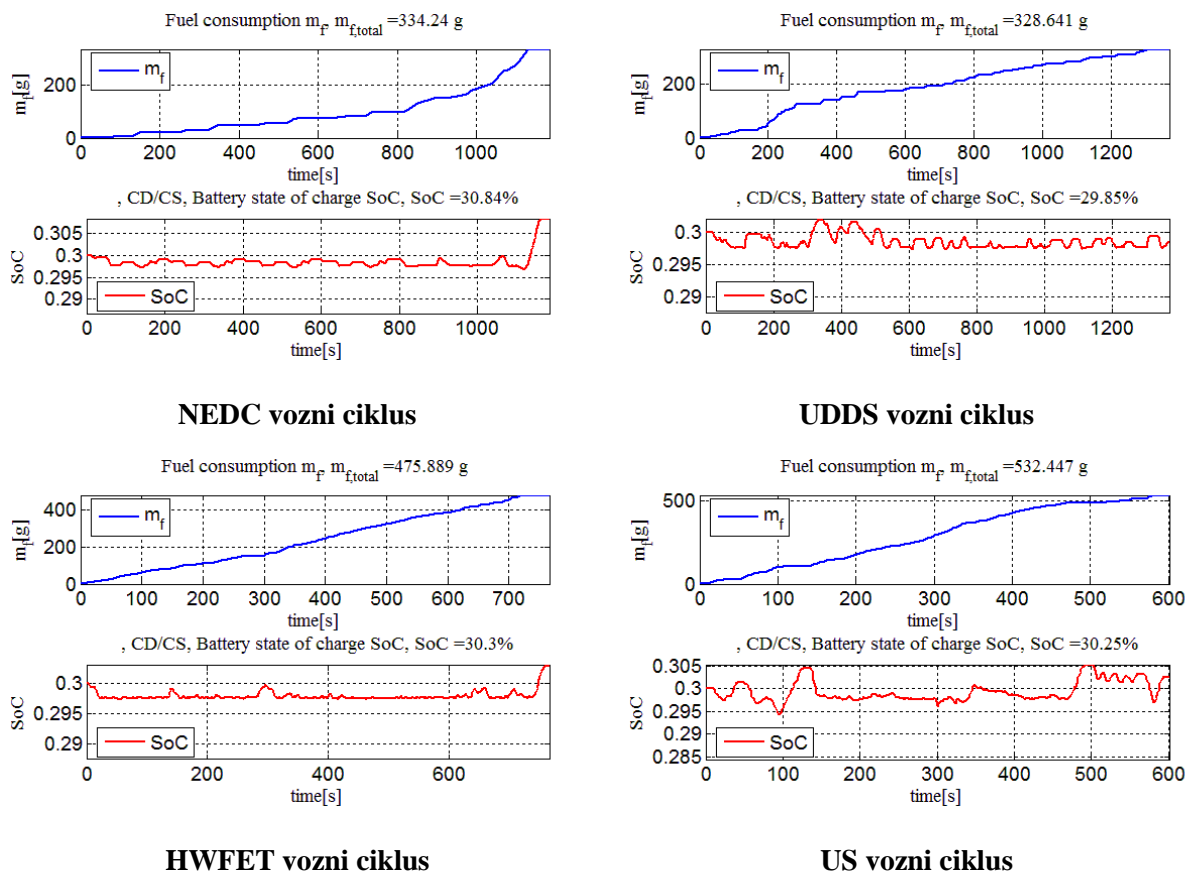 Fuel consumption m_f, m_f,total =334.24 g
m_f[g]
200
0
m_f
0 200 400 600 800 1000
time[s]
, CD/CS, Battery state of charge SoC, SoC =30.84%
SoC
0.305
0.3
0.295
0.29
SoC
0 200 400 600 800 1000
time[s]
NEDC vozni ciklus
Fuel consumption m_f, m_f,total =328.641 g
m_f[g]
200
0
m_f
0 200 400 600 800 1000 1200
time[s]
, CD/CS, Battery state of charge SoC, SoC =29.85%
SoC
0.3
0.295
0.29
SoC
0 200 400 600 800 1000 1200
time[s]
UDDS vozni ciklus
Fuel consumption m_f, m_f,total =475.889 g
m_f[g]
400
200
0
m_f
0 100 200 300 400 500 600 700
time[s]
, CD/CS, Battery state of charge SoC, SoC =30.3%
SoC
0.3
0.295
0.29
SoC
0 200 400 600
time[s]
HWFET vozni ciklus
Fuel consumption m_f, m_f,total =532.447 g
m_f[g]
500
0
m_f
0 100 200 300 400 500 600
time[s]
, CD/CS, Battery state of charge SoC, SoC =30.25%
SoC
0.305
0.3
0.295
0.29
0.285
SoC
0 100 200 300 400 500 600
time[s]
US vozni ciklus